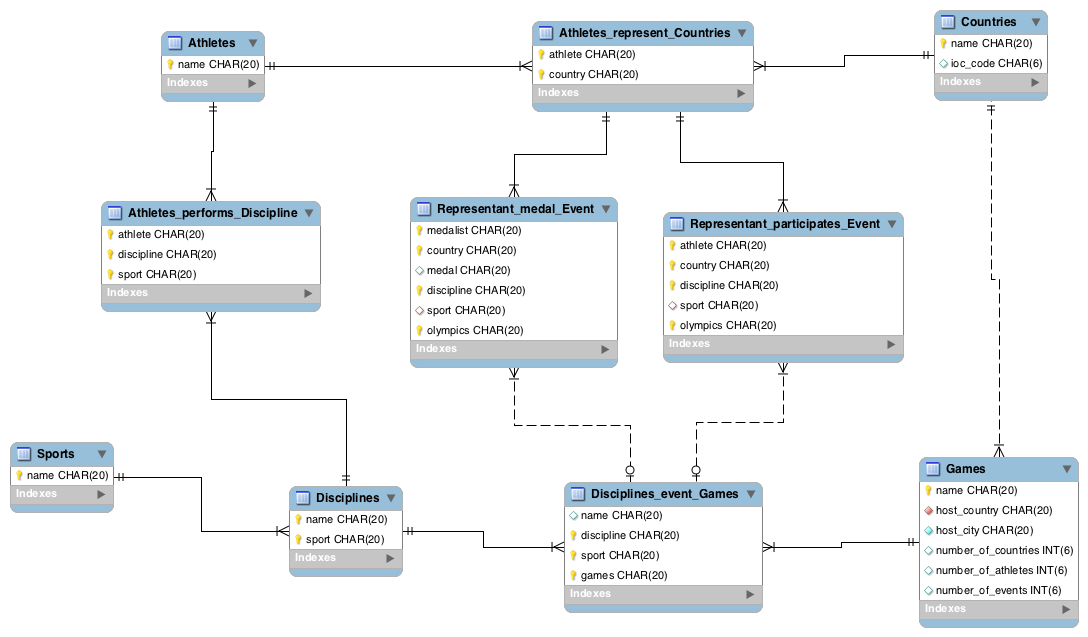 Athletes
name CHAR(20)
Indexes
Athletes_represent_Countries
athlete CHAR(20)
country CHAR(20)
Indexes
Countries
name CHAR(20)
ioc_code CHAR(6)
Indexes
Athletes_performs_Discipline
athlete CHAR(20)
discipline CHAR(20)
sport CHAR(20)
Indexes
Representant_medal_Event
medalist CHAR(20)
country CHAR(20)
medal CHAR(20)
discipline CHAR(20)
sport CHAR(20)
olympics CHAR(20)
Indexes
Representant_participates_Event
athlete CHAR(20)
country CHAR(20)
discipline CHAR(20)
sport CHAR(20)
olympics CHAR(20)
Indexes
Sports
name CHAR(20)
Indexes
Disciplines
name CHAR(20)
sport CHAR(20)
Indexes
Disciplines_event_Games
name CHAR(20)
discipline CHAR(20)
sport CHAR(20)
games CHAR(20)
Indexes
Games
name CHAR(20)
host_country CHAR(20)
host_city CHAR(20)
number_of_countries INT(6)
number_of_athletes INT(6)
number_of_events INT(6)
Indexes